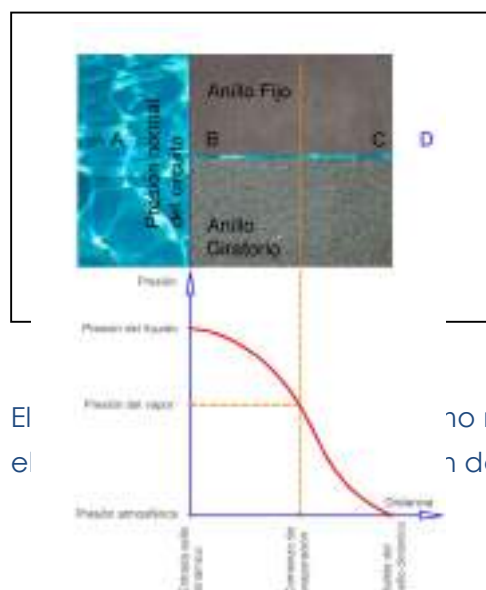 Anillo Fijo
A
B
C
D
Presión normal
del circuito
Anillo
Giratorio
Presión
Presión del líquido
Presión del vapor
Presión atmosférica
Distancia
Comienzo de
El
no
el